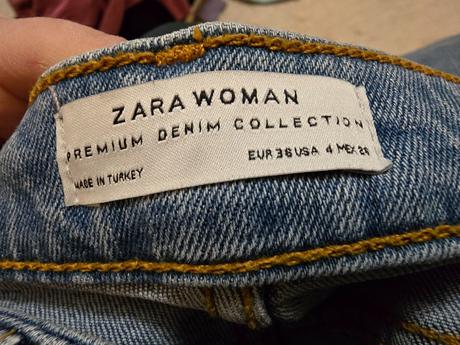 ZARA WOMAN
PREMIUM DENIM COLLECTION
EUR 36 USA 4 MEX 26
MADE IN TURKEY